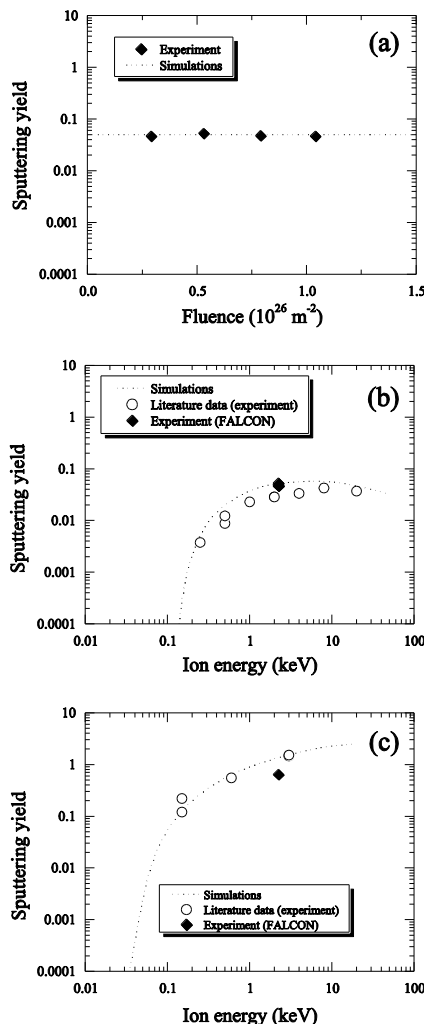 10
(a)
Experiment
Simulations
1
0.1
0.01
0.001
0.0001
Sputtering yield
0.0 0.5 1.0 1.5
Fluence (10²⁶ m⁻²)
10
(b)
Simulations
Literature data (experiment)
Experiment (FALCON)
1
0.1
0.01
0.001
0.0001
Sputtering yield
0.01 0.1 1 10 100
Ion energy (keV)
10
(c)
1
0.1
0.01
0.001
0.0001
Sputtering yield
Simulations
Literature data (experiment)
Experiment (FALCON)
0.01 0.1 1 10 100
Ion energy (keV)